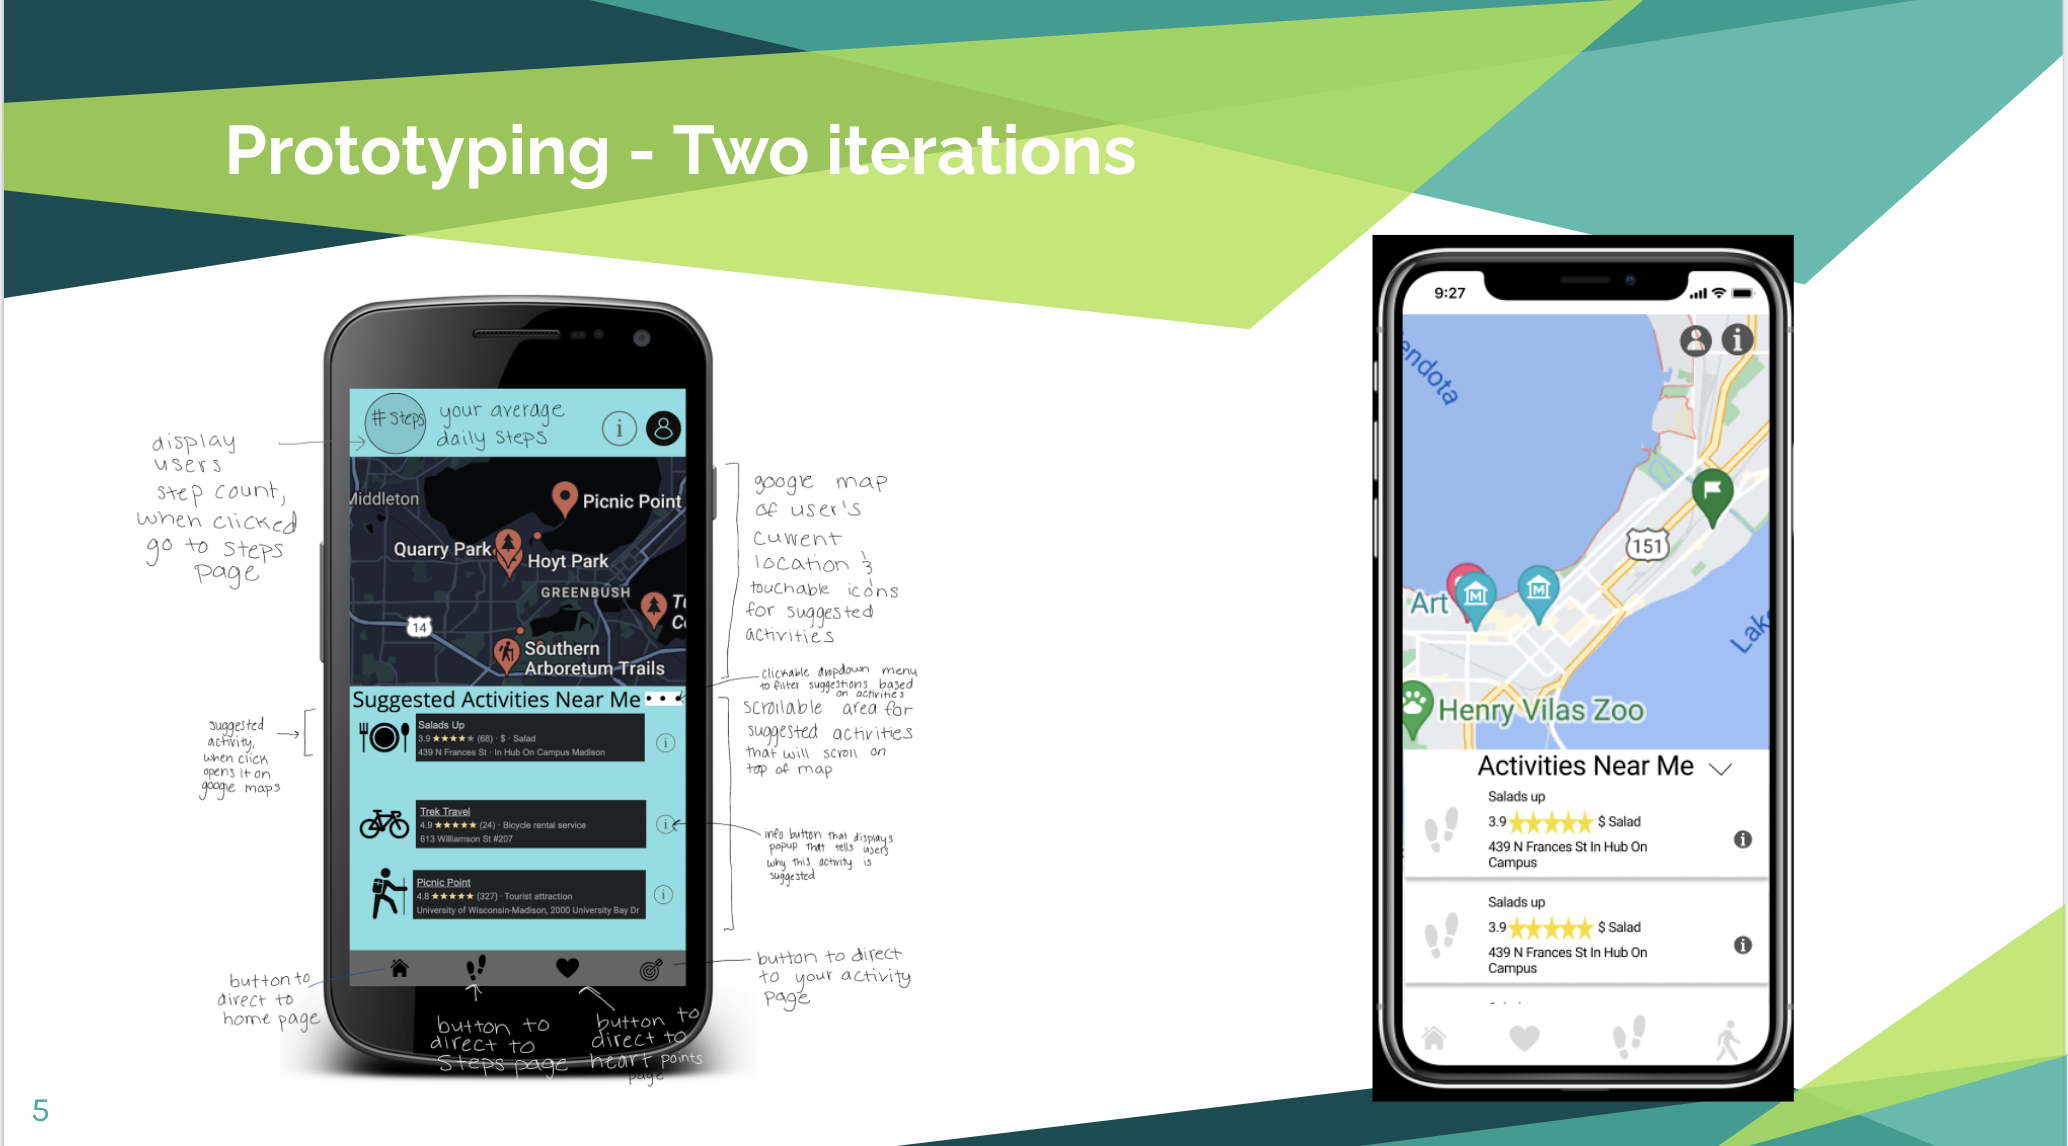 Prototyping - Two iterations
display
users
step count,
when clicked
go to steps
page
suggested
activity,
when click
opens it on
google maps
button to
direct to
home page
#steps
your average
daily steps
i
Middleton
Picnic Point
Quarry Park
Hoyt Park
GREENBUSH
14
Southern
Arboretum Trails
Suggested Activities Near Me
Salads Up
3.9 ★★★★★ (68) · $ · Salad
439 N Frances St · In Hub On Campus Madison
i
Trek Travel
4.9 ★★★★★ (24) · Bicycle rental service
613 Williamson St #207
i
Picnic Point
4.8 ★★★★★ (327) · Tourist attraction
University of Wisconsin-Madison, 2000 University Bay Dr
i
button to
direct to
steps page
button to
direct to
heart points
page
google map
of user's
current
location &
touchable icons
for suggested
activities
clickable dropdown menu
to filter suggestions based
on activities
scrollable area for
suggested activities
that will scroll on
top of map
info button that displays
popup that tells users
why this activity is
suggested
button to direct
to your activity
page
9:27
i
endota
151
Art
M
M
Lak
Henry Vilas Zoo
Activities Near Me
Salads up
3.9 ★★★★★ $ Salad
439 N Frances St In Hub On
Campus
i
Salads up
3.9 ★★★★★ $ Salad
439 N Frances St In Hub On
Campus
i
5